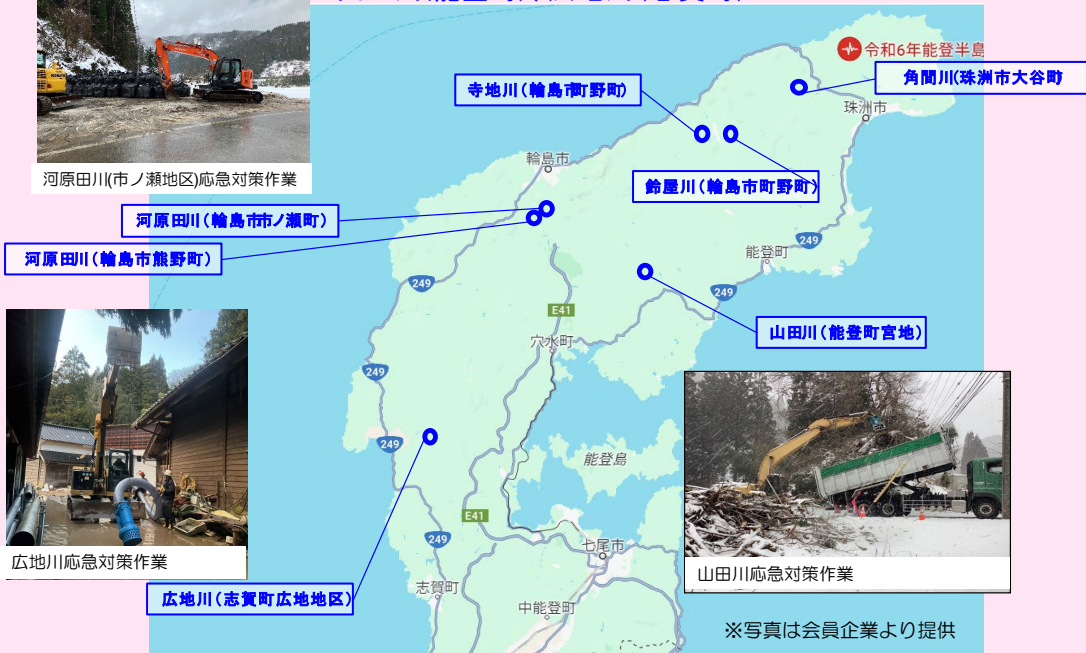 令和6年能登半島
角間川(珠洲市大谷町
寺地川(輪島市町野町)
珠洲市
輪島市
河原田川(市ノ瀬地区)応急対策作業
鈴屋川(輪島市町野町)
河原田川(輪島市市ノ瀬町)
249
能登町
河原田川(輪島市熊野町)
249
249
E41
山田川(能登町宮地)
穴水町
249
249
能登島
E41
249
七尾市
広地川応急対策作業
山田川応急対策作業
志賀町
広地川(志賀町広地地区)
中能登町
※写真は会員企業より提供